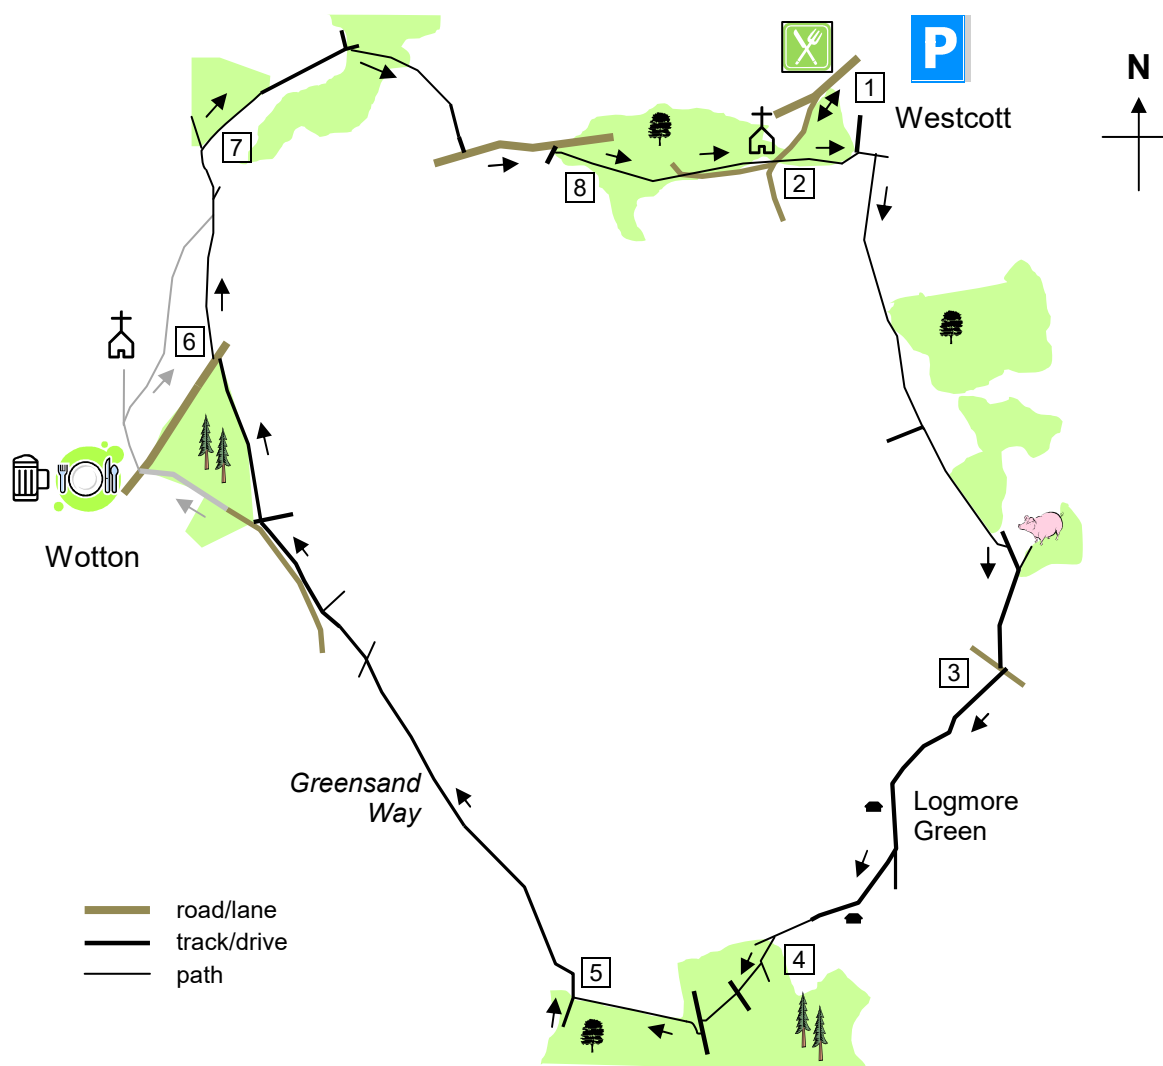 P
N
1
Westcott
7
8
2
6
Wotton
3
Greensand
Way
Logmore
Green
road/lane
track/drive
path
5
4